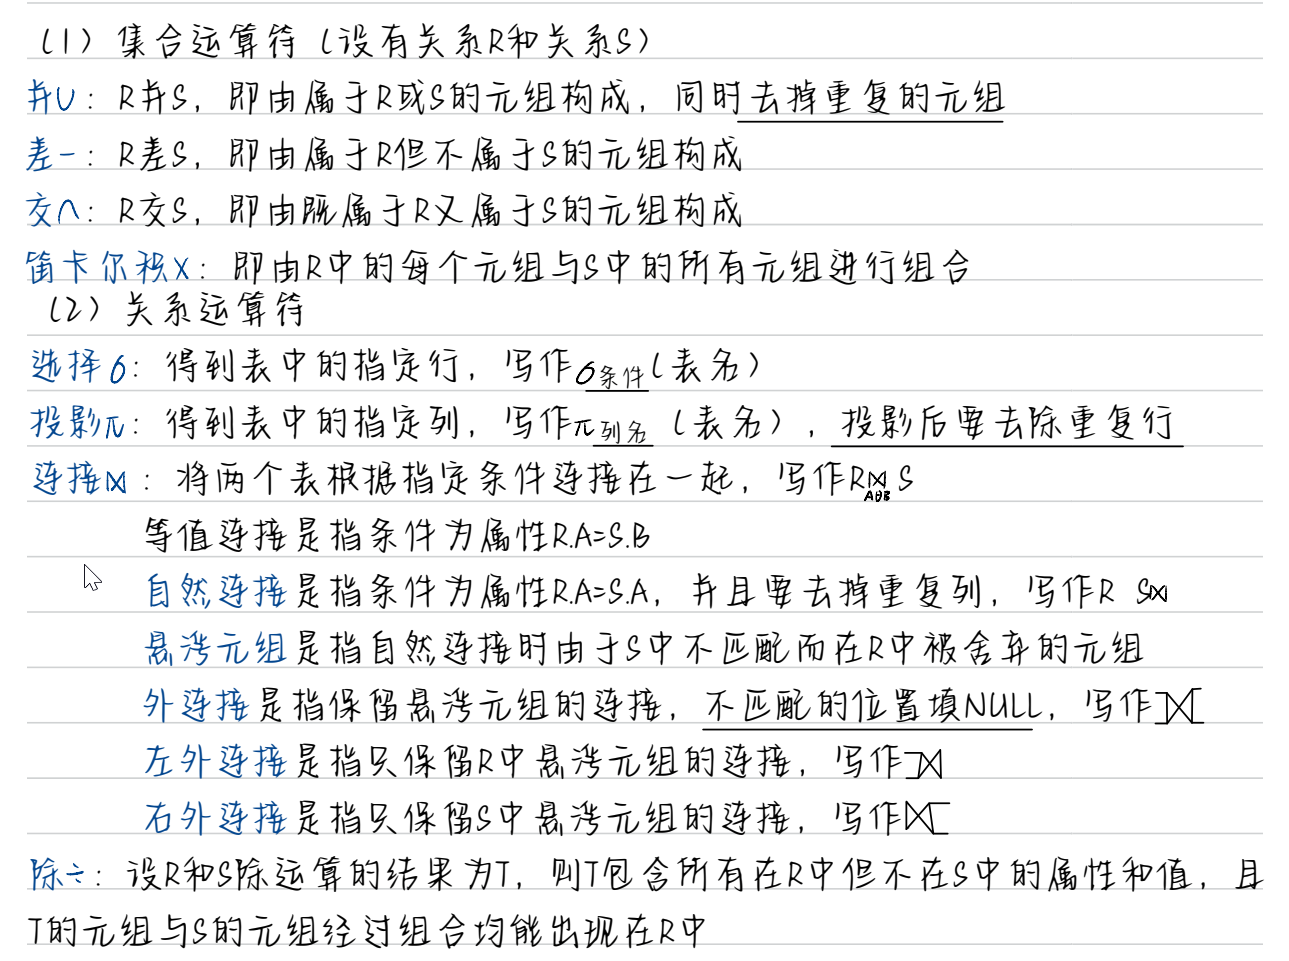 (1) 集合运算符 (设有关系R和关系S)
并∪: R并S, 即由属于R或S的元组构成, 同时去掉重复的元组
差-: R差S, 即由属于R但不属于S的元组构成
交∩: R交S, 即由既属于R又属于S的元组构成
笛卡尔积X: 即由R中的每个元组与S中的所有元组进行组合
(2) 关系运算符
选择σ: 得到表中的指定行, 写作σ条件(表名)
投影π: 得到表中的指定列, 写作π列名 (表名), 投影后要去除重复行
连接⋈: 将两个表根据指定条件连接在一起, 写作R⋈S
AθB
等值连接是指条件为属性R.A=S.B
自然连接是指条件为属性R.A=S.A, 并且要去掉重复列, 写作R S⋈
悬浮元组是指自然连接时由于S中不匹配而在R中被舍弃的元组
外连接是指保留悬浮元组的连接, 不匹配的位置填NULL, 写作⟗
左外连接是指只保留R中悬浮元组的连接, 写作⟕
右外连接是指只保留S中悬浮元组的连接, 写作⟖
除÷: 设R和S除运算的结果为T, 则T包含所有在R中但不在S中的属性和值, 且
T的元组与S的元组经过组合均能出现在R中